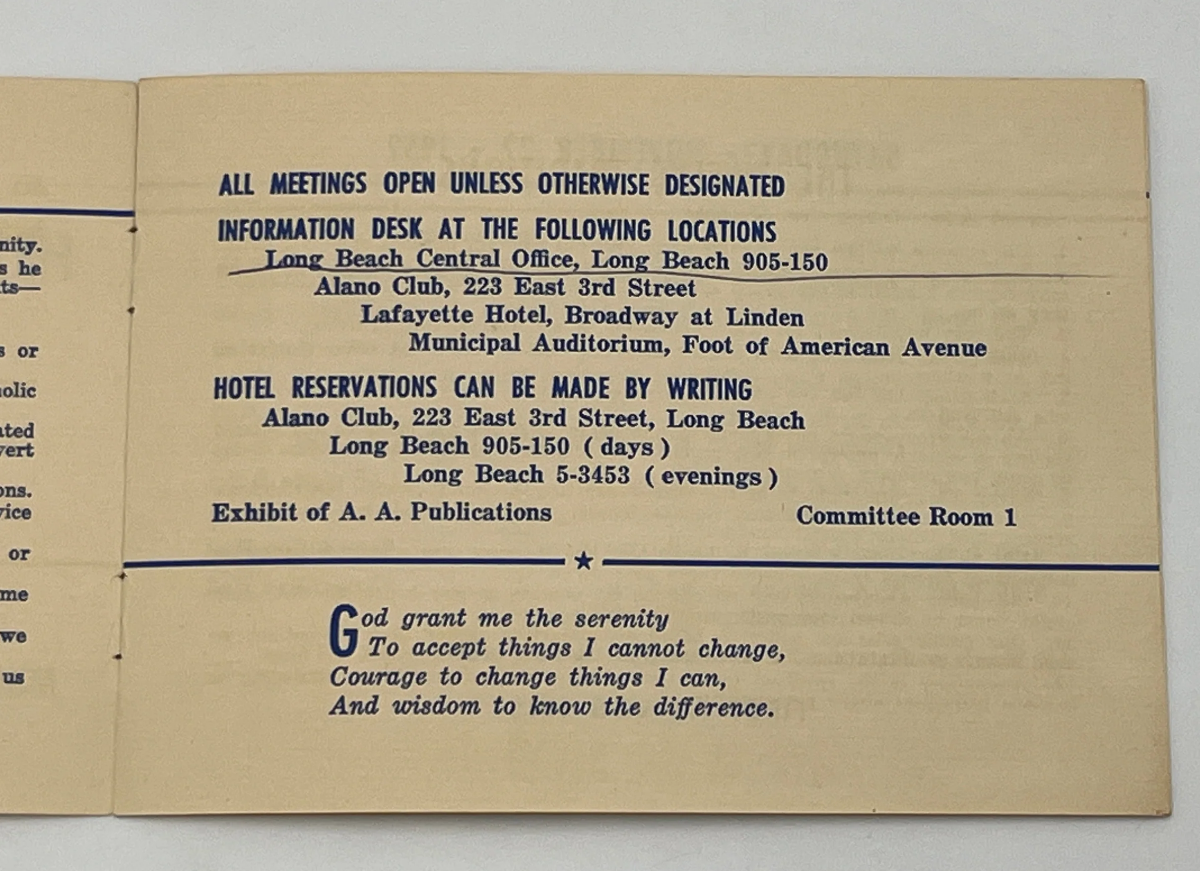 nity.
s he
ts—
s or
olic
ated
vert
ons.
vice
or
me
we
us
ALL MEETINGS OPEN UNLESS OTHERWISE DESIGNATED
INFORMATION DESK AT THE FOLLOWING LOCATIONS
Long Beach Central Office, Long Beach 905-150
Alano Club, 223 East 3rd Street
Lafayette Hotel, Broadway at Linden
Municipal Auditorium, Foot of American Avenue
HOTEL RESERVATIONS CAN BE MADE BY WRITING
Alano Club, 223 East 3rd Street, Long Beach
Long Beach 905-150 ( days )
Long Beach 5-3453 ( evenings )
Exhibit of A. A. Publications Committee Room 1
God grant me the serenity
To accept things I cannot change,
Courage to change things I can,
And wisdom to know the difference.